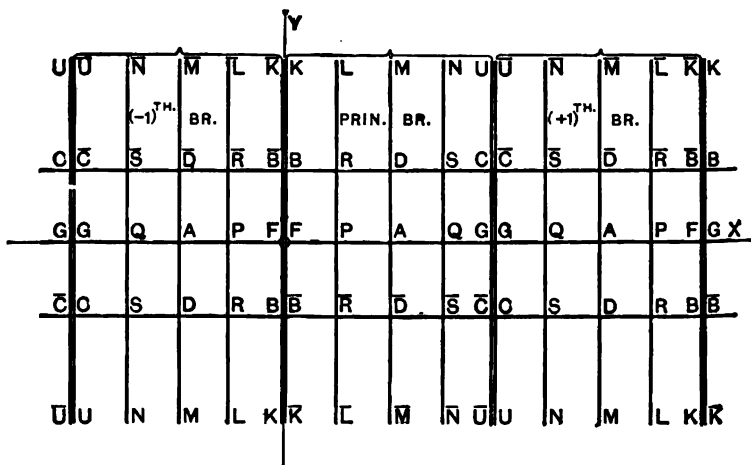 Y
U U̅ N̅ M̅ L̅ K̅ K L M N U U̅ N̅ M̅ L̅ K̅ K
(-1)TH. BR. PRIN. BR. (+1)TH. BR.
C C̅ S̅ D̅ R̅ B̅ B R D S C C̅ S̅ D̅ R̅ B̅ B
G G Q A P F F P A Q G G Q A P F G X
C̅ C S D R B B̅ R̅ D̅ S̅ C̅ C S D R B B̅
U̅ U N M L K K̅ L̅ M̅ N̅ U̅ U N M L K K̅